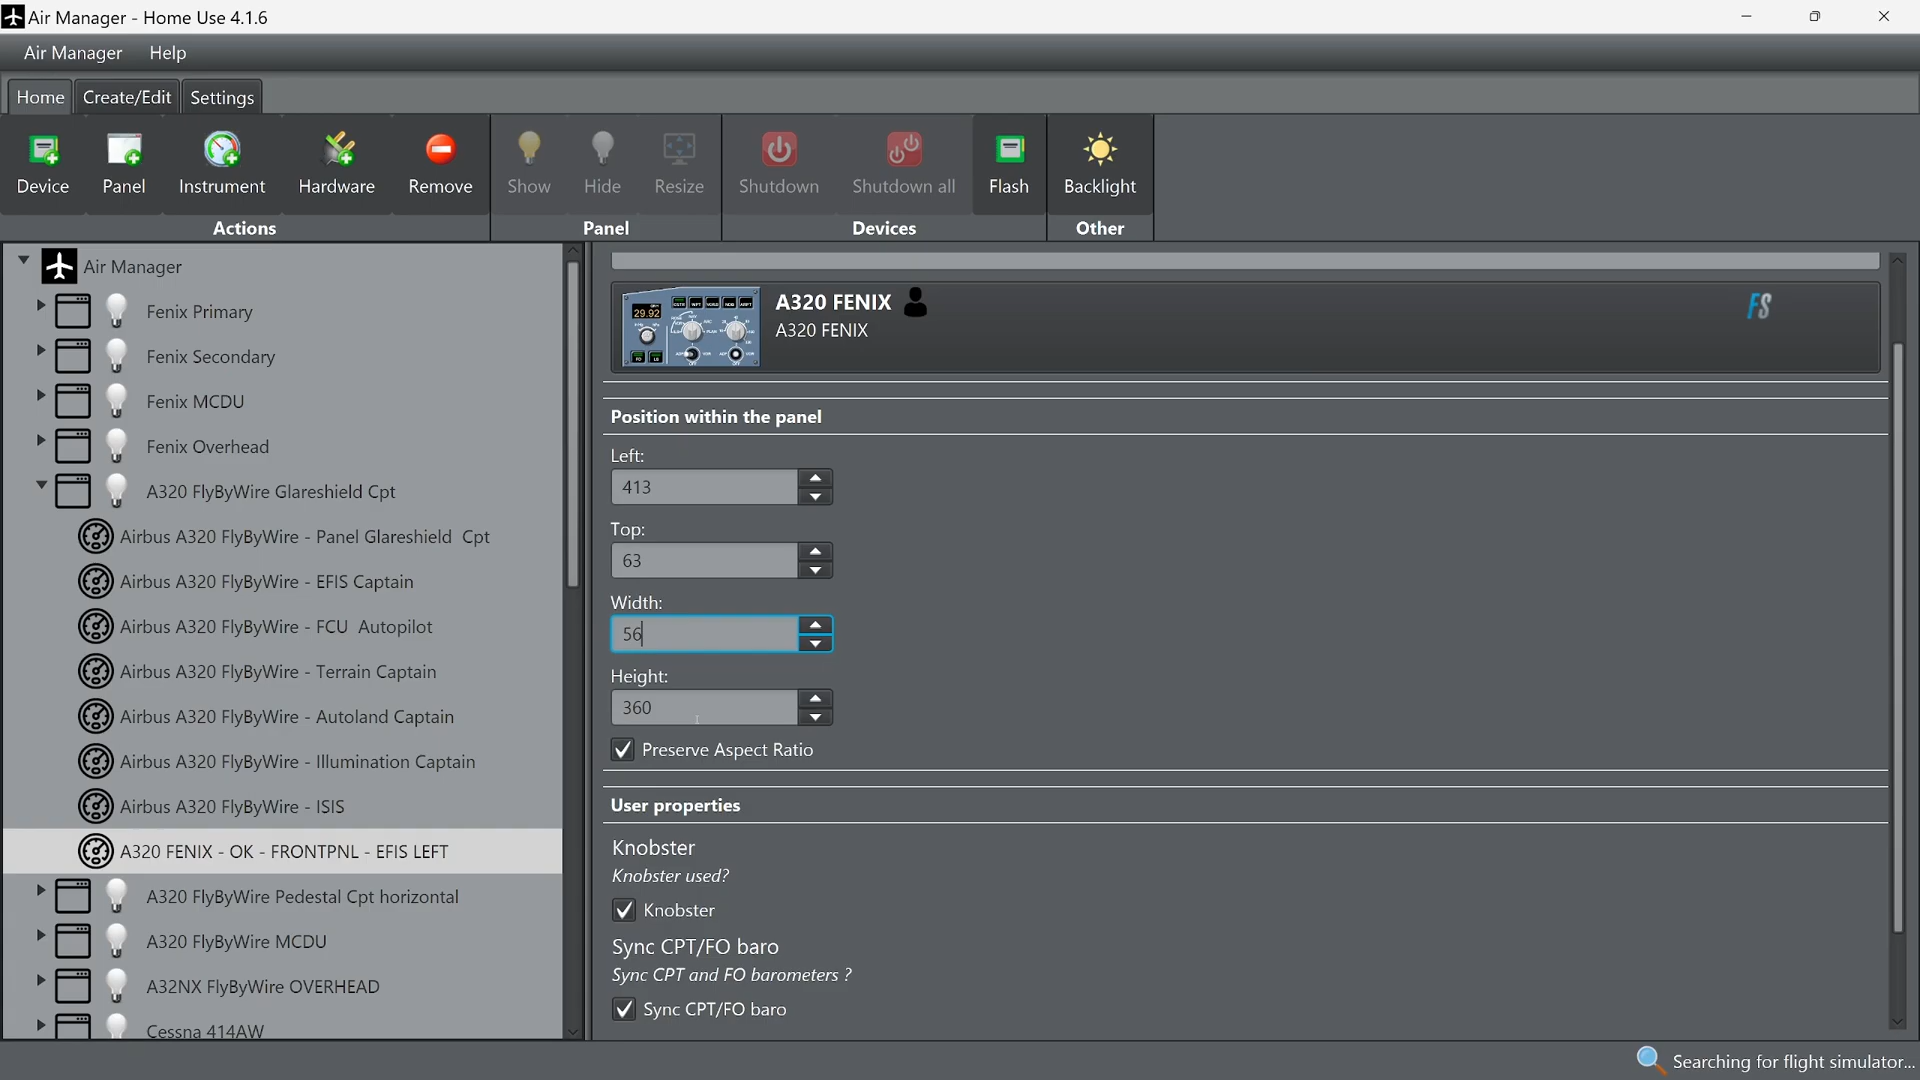 Air Manager - Home Use 4.1.6
Air Manager Help
Home Create/Edit Settings
Device Panel Instrument Hardware Remove Show Hide Resize Shutdown Shutdown all Flash Backlight
Actions Panel Devices Other
Air Manager
Fenix Primary
Fenix Secondary
Fenix MCDU
Fenix Overhead
A320 FlyByWire Glareshield Cpt
Airbus A320 FlyByWire - Panel Glareshield Cpt
Airbus A320 FlyByWire - EFIS Captain
Airbus A320 FlyByWire - FCU Autopilot
Airbus A320 FlyByWire - Terrain Captain
Airbus A320 FlyByWire - Autoland Captain
Airbus A320 FlyByWire - Illumination Captain
Airbus A320 FlyByWire - ISIS
A320 FENIX - OK - FRONTPNL - EFIS LEFT
A320 FlyByWire Pedestal Cpt horizontal
A320 FlyByWire MCDU
A32NX FlyByWire OVERHEAD
Cessna 414AW
29.92
A320 FENIX
A320 FENIX
FS
Position within the panel
Left:
413
Top:
63
Width:
56
Height:
360
Preserve Aspect Ratio
User properties
Knobster
Knobster used?
Knobster
Sync CPT/FO baro
Sync CPT and FO barometers ?
Sync CPT/FO baro
Searching for flight simulator...